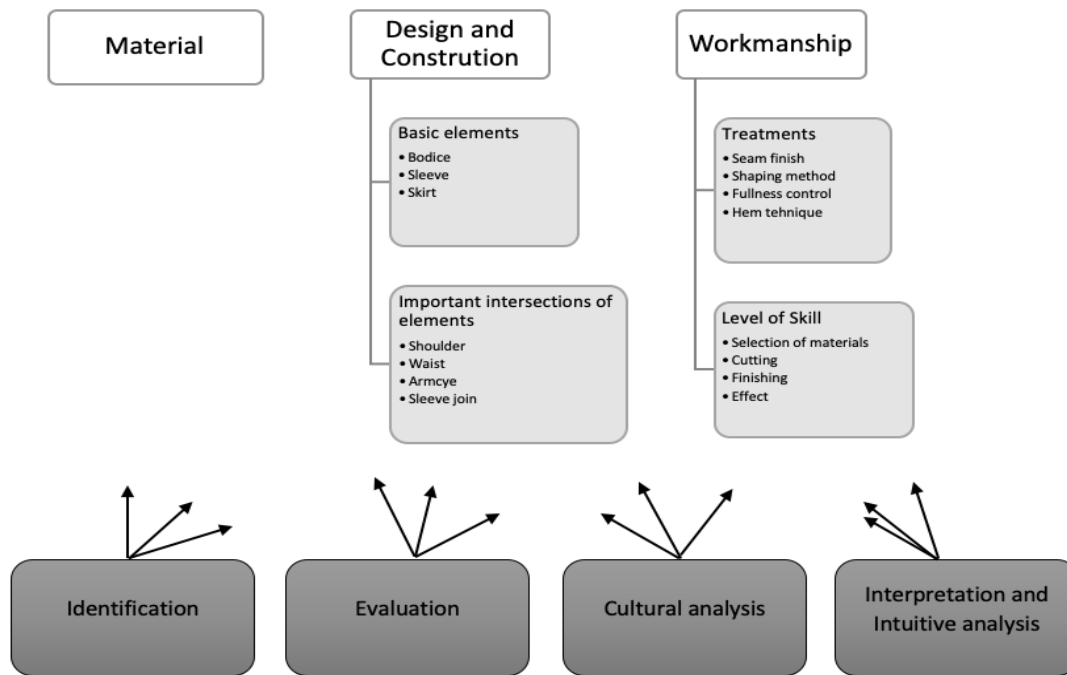 Material
Design and
Constrution
Workmanship
Basic elements
• Bodice
• Sleeve
• Skirt
Treatments
• Seam finish
• Shaping method
• Fullness control
• Hem tehnique
Important intersections of
elements
• Shoulder
• Waist
• Armcye
• Sleeve join
Level of Skill
• Selection of materials
• Cutting
• Finishing
• Effect
Identification
Evaluation
Cultural analysis
Interpretation and
Intuitive analysis